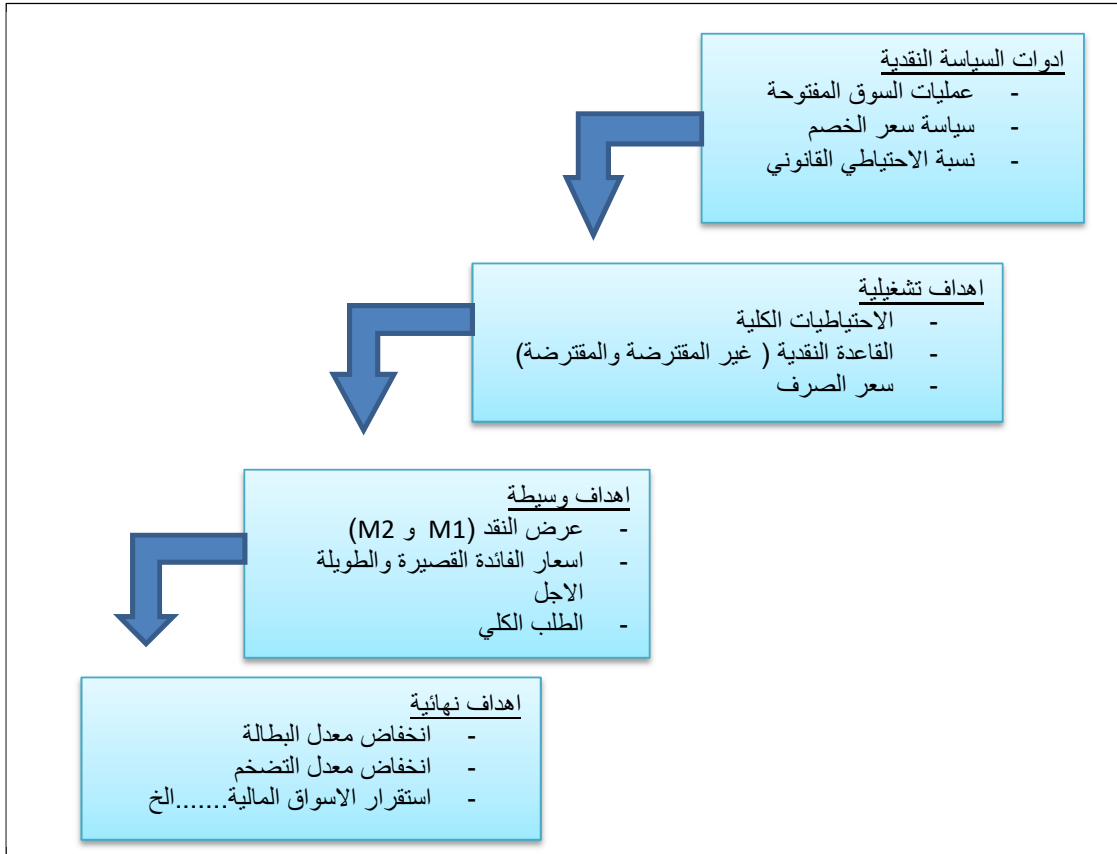 ادوات السياسة النقدية
- عمليات السوق المفتوحة
- سياسة سعر الخصم
- نسبة الاحتياطي القانوني
اهداف تشغيلية
- الاحتياطيات الكلية
- القاعدة النقدية ( غير المقترضة والمقترضة)
- سعر الصرف
اهداف وسيطة
- عرض النقد (M1 و M2)
- اسعار الفائدة القصيرة والطويلة
الاجل
- الطلب الكلي
اهداف نهائية
- انخفاض معدل البطالة
- انخفاض معدل التضخم
- استقرار الاسواق المالية.......الخ